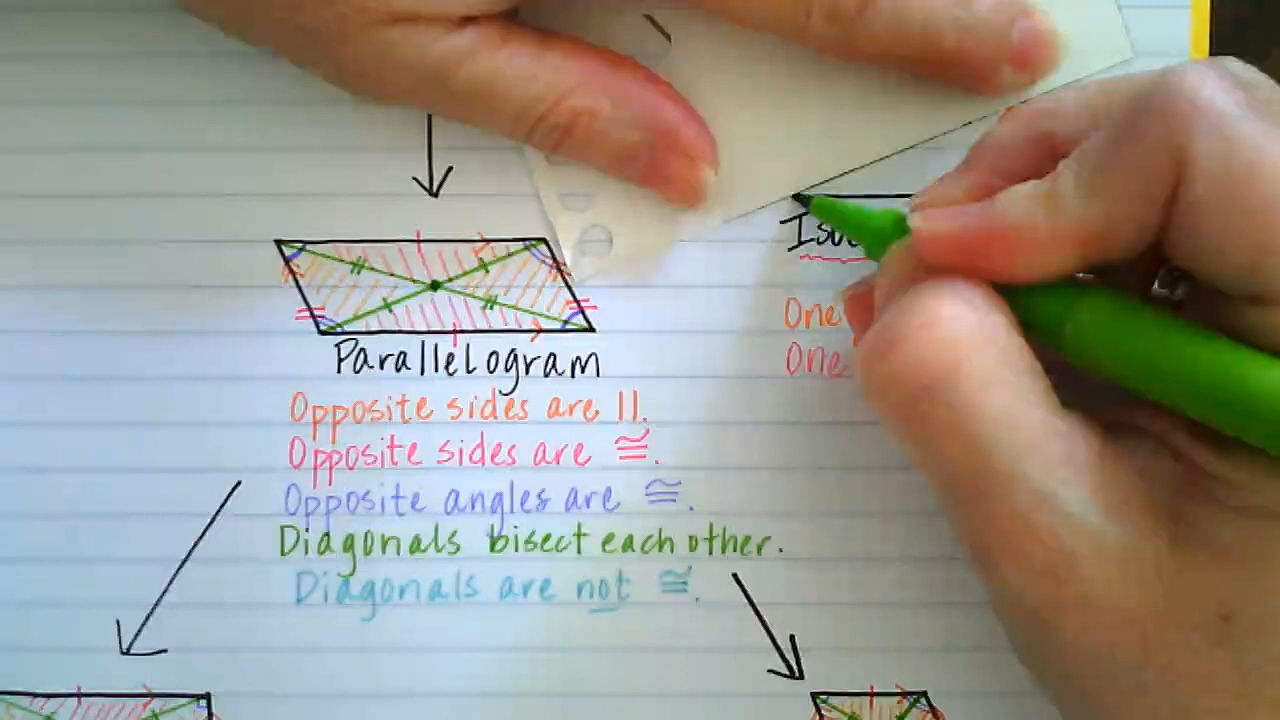 Parallelogram
Opposite sides are ||.
Opposite sides are ≅.
Opposite angles are ≅.
Diagonals bisect each other.
Diagonals are not ≅.
One
One